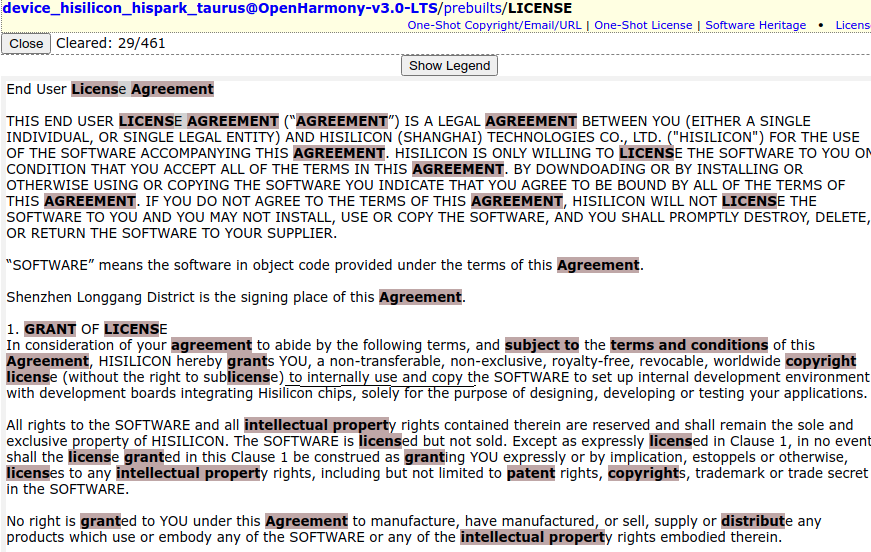 device_hisilicon_hispark_taurus@OpenHarmony-v3.0-LTS/prebuilts/LICENSE
One-Shot Copyright/Email/URL | One-Shot License | Software Heritage • Licens
Close Cleared: 29/461
Show Legend
End User License Agreement
THIS END USER LICENSE AGREEMENT (“AGREEMENT”) IS A LEGAL AGREEMENT BETWEEN YOU (EITHER A SINGLE
INDIVIDUAL, OR SINGLE LEGAL ENTITY) AND HISILICON (SHANGHAI) TECHNOLOGIES CO., LTD. ("HISILICON") FOR THE USE
OF THE SOFTWARE ACCOMPANYING THIS AGREEMENT. HISILICON IS ONLY WILLING TO LICENSE THE SOFTWARE TO YOU ON
CONDITION THAT YOU ACCEPT ALL OF THE TERMS IN THIS AGREEMENT. BY DOWNDOADING OR BY INSTALLING OR
OTHERWISE USING OR COPYING THE SOFTWARE YOU INDICATE THAT YOU AGREE TO BE BOUND BY ALL OF THE TERMS OF
THIS AGREEMENT. IF YOU DO NOT AGREE TO THE TERMS OF THIS AGREEMENT, HISILICON WILL NOT LICENSE THE
SOFTWARE TO YOU AND YOU MAY NOT INSTALL, USE OR COPY THE SOFTWARE, AND YOU SHALL PROMPTLY DESTROY, DELETE,
OR RETURN THE SOFTWARE TO YOUR SUPPLIER.
“SOFTWARE” means the software in object code provided under the terms of this Agreement.
Shenzhen Longgang District is the signing place of this Agreement.
1. GRANT OF LICENSE
In consideration of your agreement to abide by the following terms, and subject to the terms and conditions of this
Agreement, HISILICON hereby grants YOU, a non-transferable, non-exclusive, royalty-free, revocable, worldwide copyright
license (without the right to sublicense) to internally use and copy the SOFTWARE to set up internal development environment
with development boards integrating Hisilicon chips, solely for the purpose of designing, developing or testing your applications.
All rights to the SOFTWARE and all intellectual property rights contained therein are reserved and shall remain the sole and
exclusive property of HISILICON. The SOFTWARE is licensed but not sold. Except as expressly licensed in Clause 1, in no event
shall the license granted in this Clause 1 be construed as granting YOU expressly or by implication, estoppels or otherwise,
licenses to any intellectual property rights, including but not limited to patent rights, copyrights, trademark or trade secret
in the SOFTWARE.
No right is granted to YOU under this Agreement to manufacture, have manufactured, or sell, supply or distribute any
products which use or embody any of the SOFTWARE or any of the intellectual property rights embodied therein.